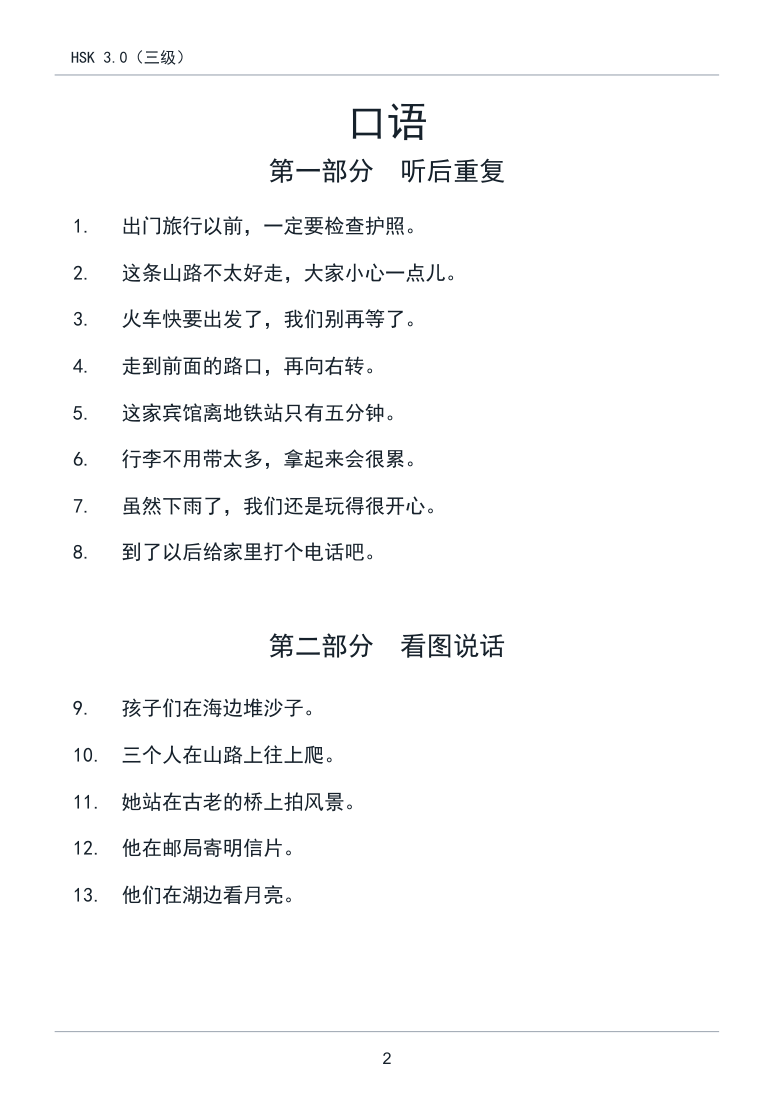 HSK 3.0（三级）
口语
第一部分　听后重复
1. 出门旅行以前，一定要检查护照。
2. 这条山路不太好走，大家小心一点儿。
3. 火车快要出发了，我们别再等了。
4. 走到前面的路口，再向右转。
5. 这家宾馆离地铁站只有五分钟。
6. 行李不用带太多，拿起来会很累。
7. 虽然下雨了，我们还是玩得很开心。
8. 到了以后给家里打个电话吧。
第二部分　看图说话
9. 孩子们在海边堆沙子。
10. 三个人在山路上往上爬。
11. 她站在古老的桥上拍风景。
12. 他在邮局寄明信片。
13. 他们在湖边看月亮。
2